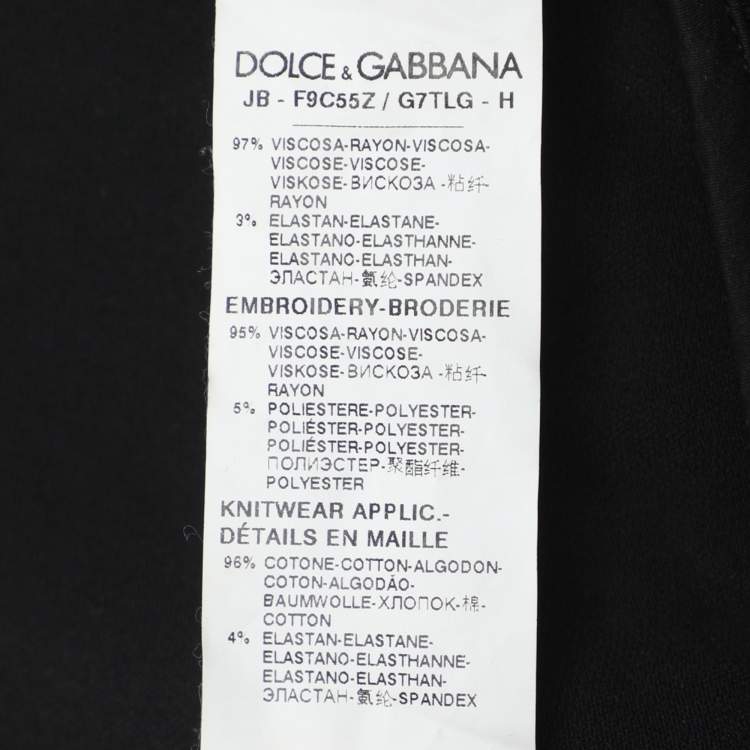 DOLCE & GABBANA
JB - F9C55Z / G7TLG - H
97% VISCOSA-RAYON-VISCOSA-
VISCOSE-VISCOSE-
VISKOSE-ВИСКОЗА -粘纤-
RAYON
3% ELASTAN-ELASTANE-
ELASTANO-ELASTHANNE-
ELASTANO-ELASTHAN-
ЭЛАСТАН-氨纶-SPANDEX
EMBROIDERY-BRODERIE
95% VISCOSA-RAYON-VISCOSA-
VISCOSE-VISCOSE-
VISKOSE-ВИСКОЗА -粘纤-
RAYON
5% POLIESTERE-POLYESTER-
POLIÉSTER-POLYESTER-
POLIÉSTER-POLYESTER-
ПОЛИЭСТЕР-聚酯纤维-
POLYESTER
KNITWEAR APPLIC.-
DÉTAILS EN MAILLE
96% COTONE-COTTON-ALGODON-
COTON-ALGODÃO-
BAUMWOLLE-ХЛОПОК-棉-
COTTON
4% ELASTAN-ELASTANE-
ELASTANO-ELASTHANNE-
ELASTANO-ELASTHAN-
ЭЛАСТАН-氨纶-SPANDEX